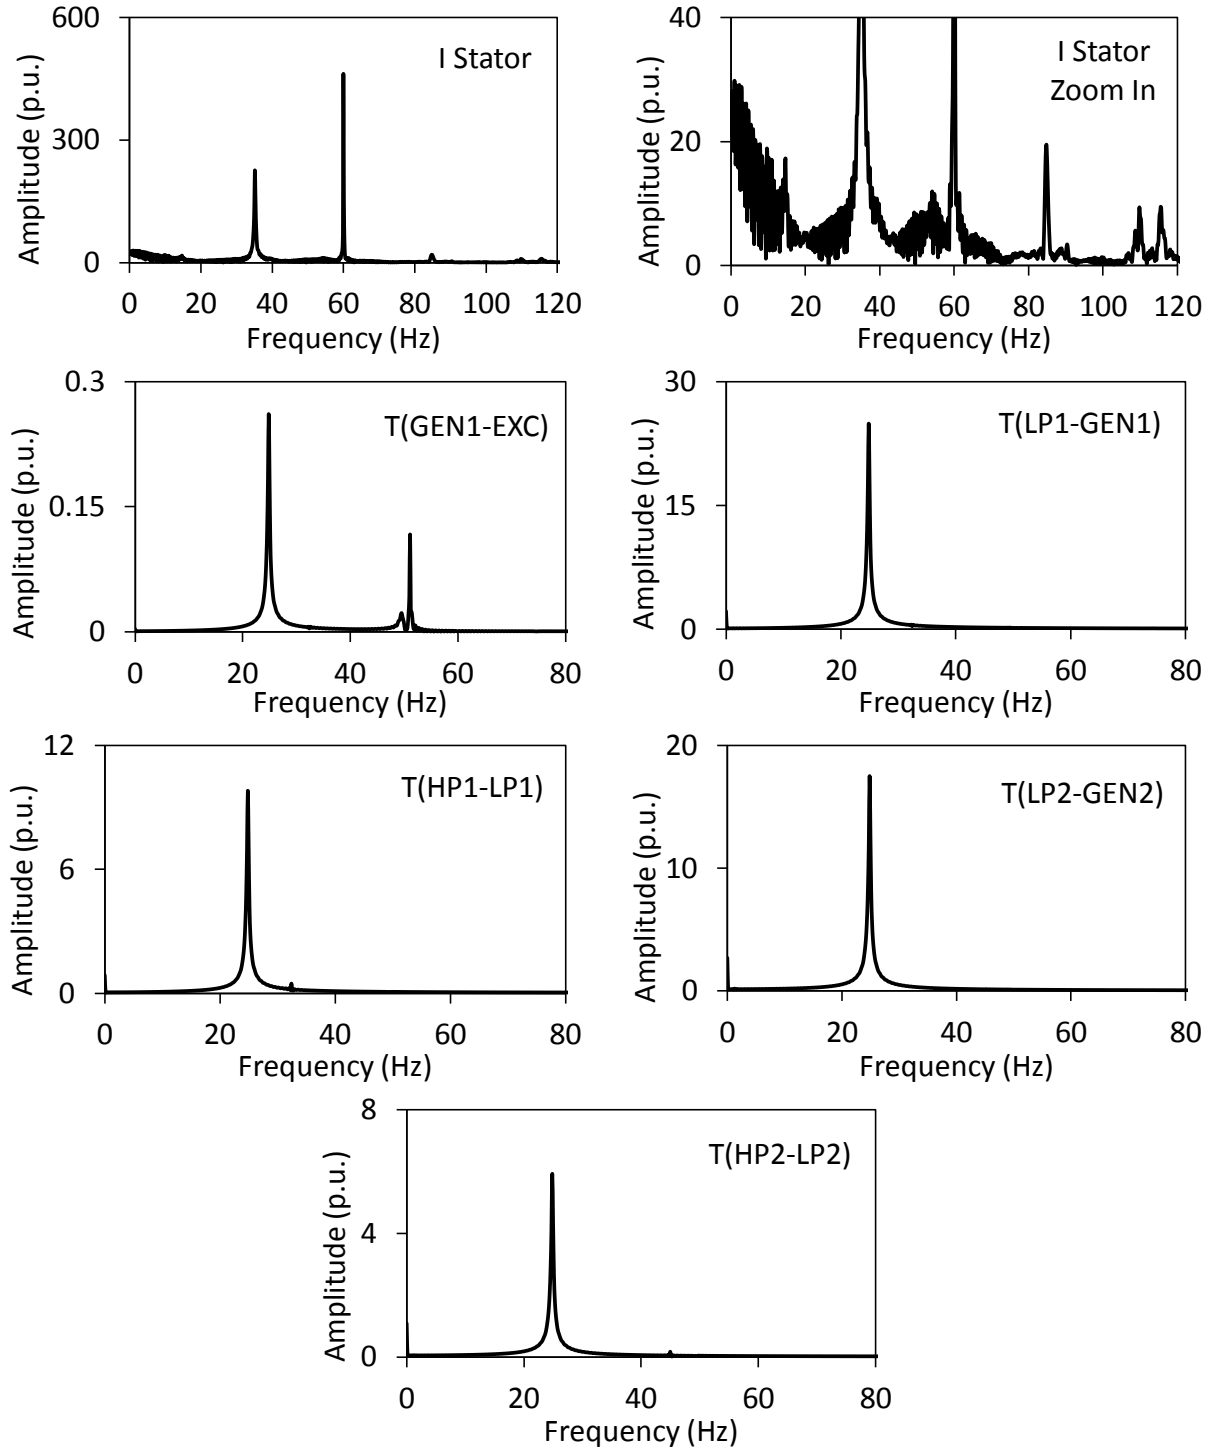 600
300
0
0 20 40 60 80 100 120
Amplitude (p.u.)
Frequency (Hz)
I Stator
40
20
0
0 20 40 60 80 100 120
Amplitude (p.u.)
Frequency (Hz)
I Stator
Zoom In
0.3
0.15
0
0 20 40 60 80
Amplitude (p.u.)
Frequency (Hz)
T(GEN1-EXC)
30
15
0
0 20 40 60 80
Amplitude (p.u.)
Frequency (Hz)
T(LP1-GEN1)
12
6
0
0 20 40 60 80
Amplitude (p.u.)
Frequency (Hz)
T(HP1-LP1)
20
10
0
0 20 40 60 80
Amplitude (p.u.)
Frequency (Hz)
T(LP2-GEN2)
8
4
0
0 20 40 60 80
Amplitude (p.u.)
Frequency (Hz)
T(HP2-LP2)